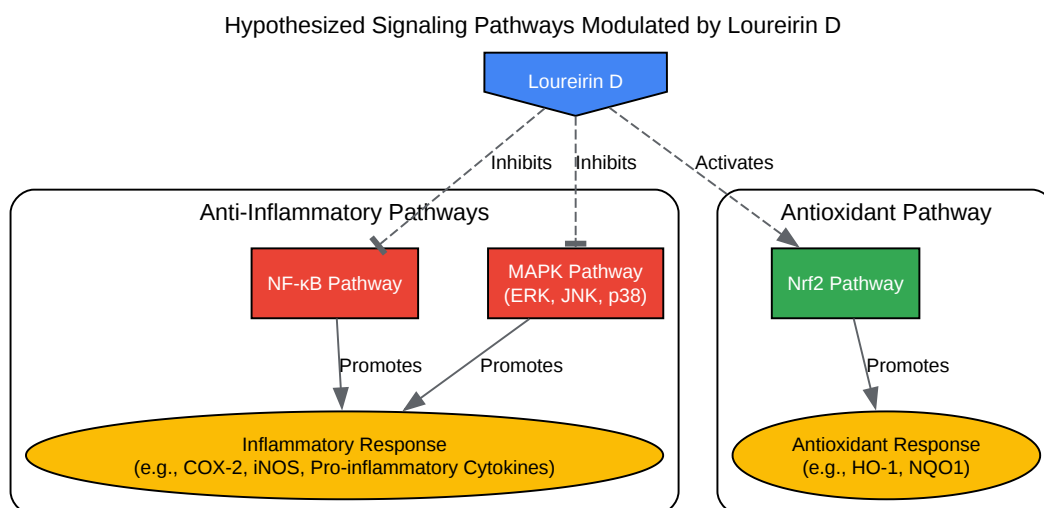 Hypothesized Signaling Pathways Modulated by Loureirin D
Loureirin D
Inhibits
Inhibits
Activates
Anti-Inflammatory Pathways
Antioxidant Pathway
NF-κB Pathway
MAPK Pathway
(ERK, JNK, p38)
Nrf2 Pathway
Promotes
Promotes
Promotes
Inflammatory Response
(e.g., COX-2, iNOS, Pro-inflammatory Cytokines)
Antioxidant Response
(e.g., HO-1, NQO1)